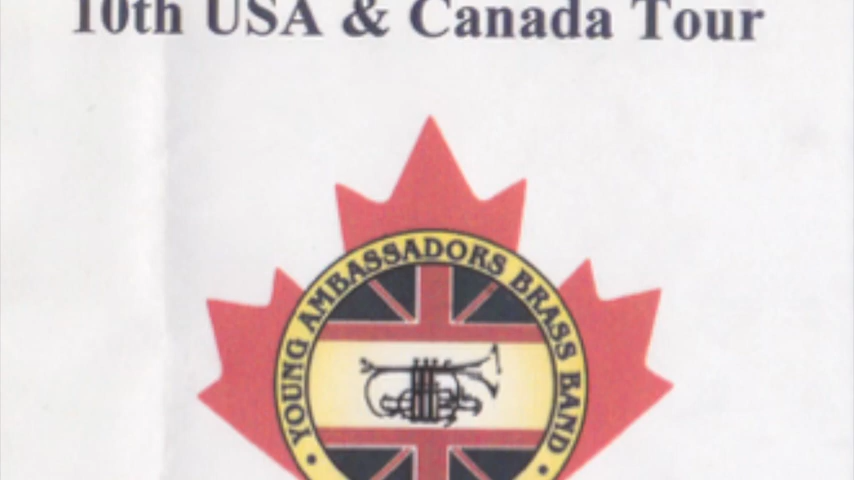 10th USA & Canada Tour
• YOUNG AMBASSADORS BRASS BAND •